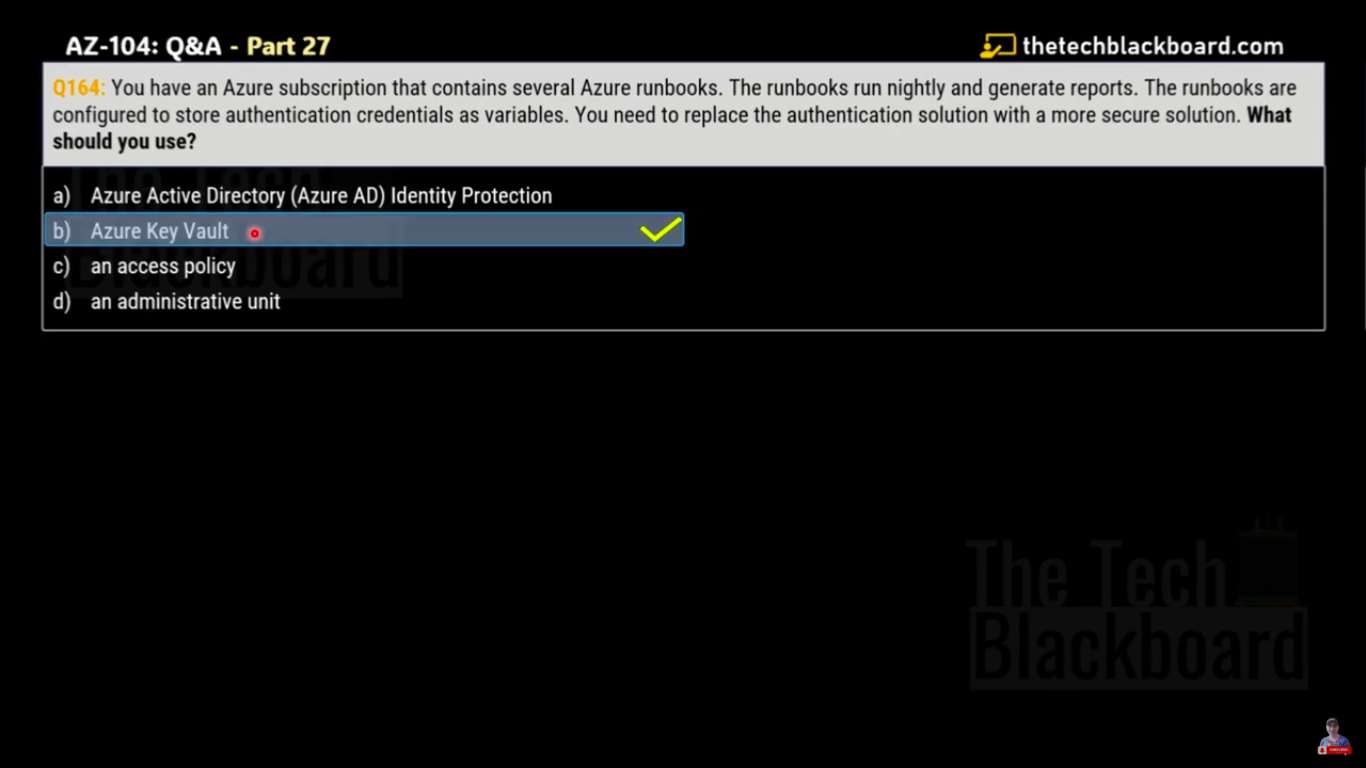 AZ-104: Q&A - Part 27
thetechblackboard.com
Q164: You have an Azure subscription that contains several Azure runbooks. The runbooks run nightly and generate reports. The runbooks are
configured to store authentication credentials as variables. You need to replace the authentication solution with a more secure solution. What
should you use?
a) Azure Active Directory (Azure AD) Identity Protection
b) Azure Key Vault
c) an access policy
d) an administrative unit
The Tech
Blackboard
The Tech
Blackboard